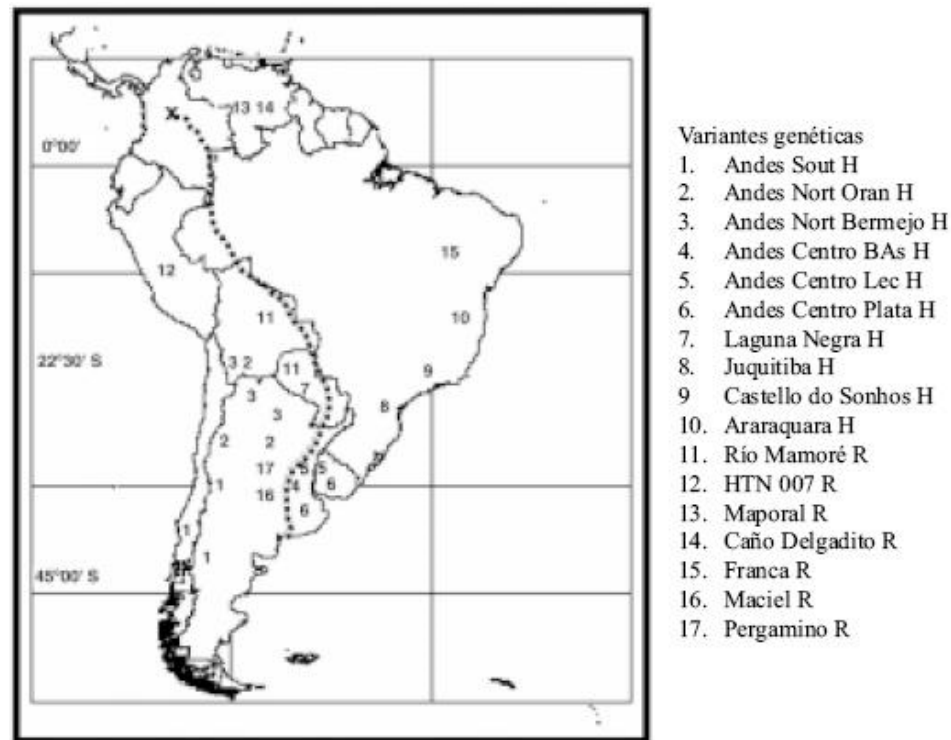 13 14
0°00'
15
12
11
10
22°30' S
3 2
11
9
3
7
8
3
2
2
17
5
5
1
16
4
6
6
1
1
45°00' S
Variantes genéticas
1. Andes Sout H
2. Andes Nort Oran H
3. Andes Nort Bermejo H
4. Andes Centro BAs H
5. Andes Centro Lec H
6. Andes Centro Plata H
7. Laguna Negra H
8. Juquitiba H
9. Castello do Sonhos H
10. Araraquara H
11. Río Mamoré R
12. HTN 007 R
13. Maporal R
14. Caño Delgadito R
15. Franca R
16. Maciel R
17. Pergamino R